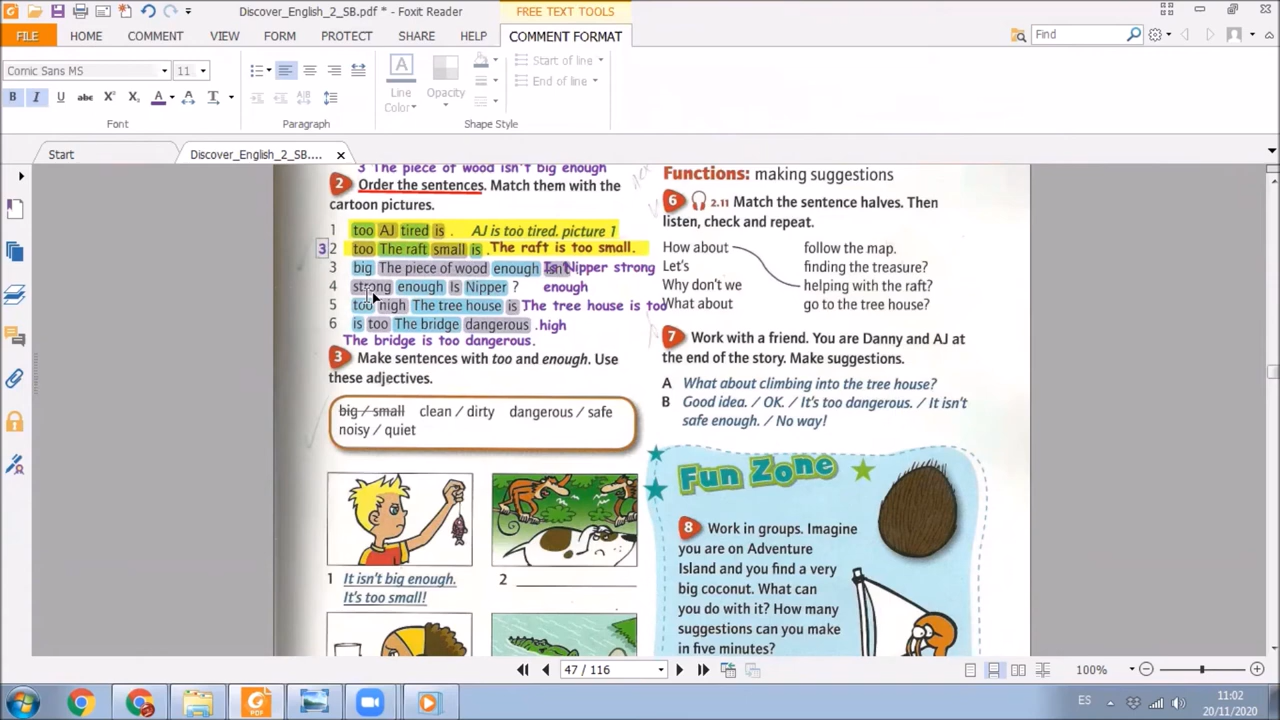 Discover_English_2_SB.pdf * - Foxit Reader
FREE TEXT TOOLS
FILE HOME COMMENT VIEW FORM PROTECT SHARE HELP COMMENT FORMAT Find
Comic Sans MS 11
Line Color
Opacity
Start of line
End of line
Font Paragraph Shape Style
Start Discover_English_2_SB....
3 The piece of wood isn't big enough
2 Order the sentences. Match them with the
cartoon pictures.
1 too AJ tired is . AJ is too tired. picture 1
3 2 too The raft small is . The raft is too small.
3 big The piece of wood enough isn't Is Nipper strong
4 strong enough Is Nipper ? enough
5 too high The tree house is The tree house is too
6 is too The bridge dangerous . high
The bridge is too dangerous.
3 Make sentences with too and enough. Use
these adjectives.
big / small clean / dirty dangerous / safe
noisy / quiet
1 It isn't big enough.
It's too small!
2
Functions: making suggestions
6 2.11 Match the sentence halves. Then
listen, check and repeat.
How about follow the map.
Let's finding the treasure?
Why don't we helping with the raft?
What about go to the tree house?
7 Work with a friend. You are Danny and AJ at
the end of the story. Make suggestions.
A What about climbing into the tree house?
B Good idea. / OK. / It's too dangerous. / It isn't
safe enough. / No way!
Fun Zone
8 Work in groups. Imagine
you are on Adventure
Island and you find a very
big coconut. What can
you do with it? How many
suggestions can you make
in five minutes?
47 / 116 100%
ES 11:02
20/11/2020